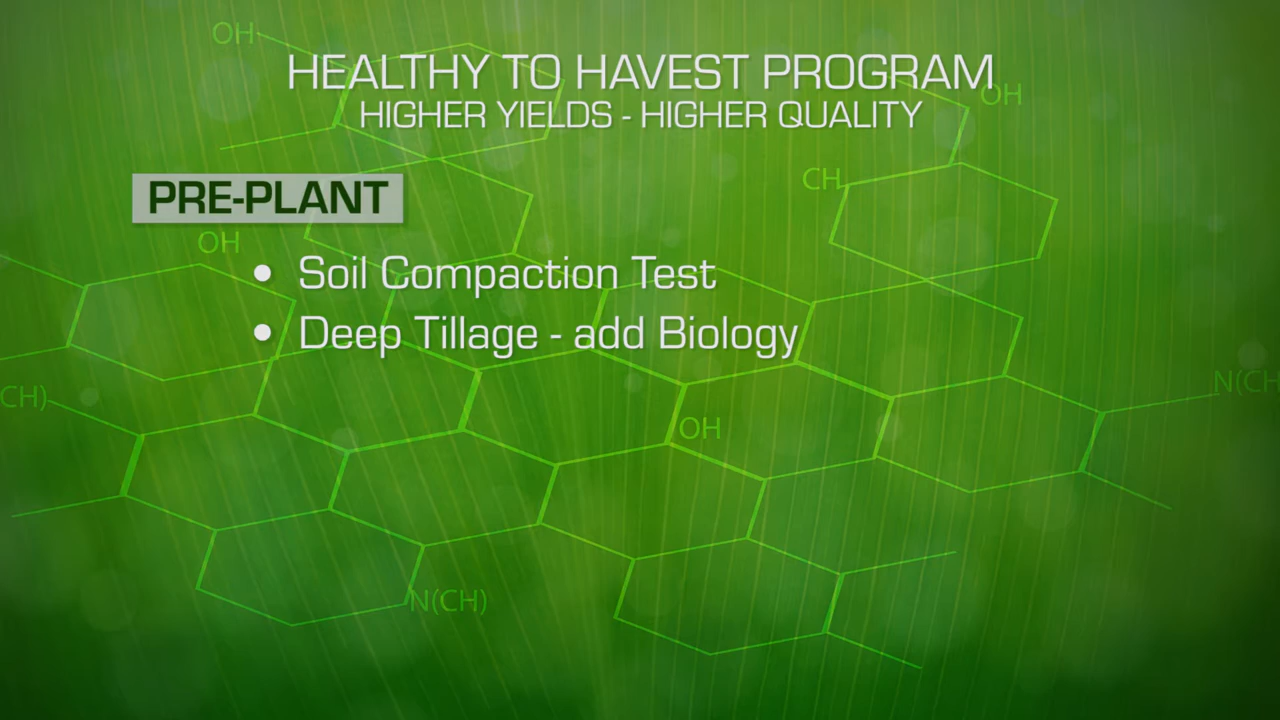 OH
HEALTHY TO HAVEST PROGRAM
OH
HIGHER YIELDS - HIGHER QUALITY
CH
PRE-PLANT
OH
• Soil Compaction Test
• Deep Tillage - add Biology
N(CH
CH)
OH
N(CH)